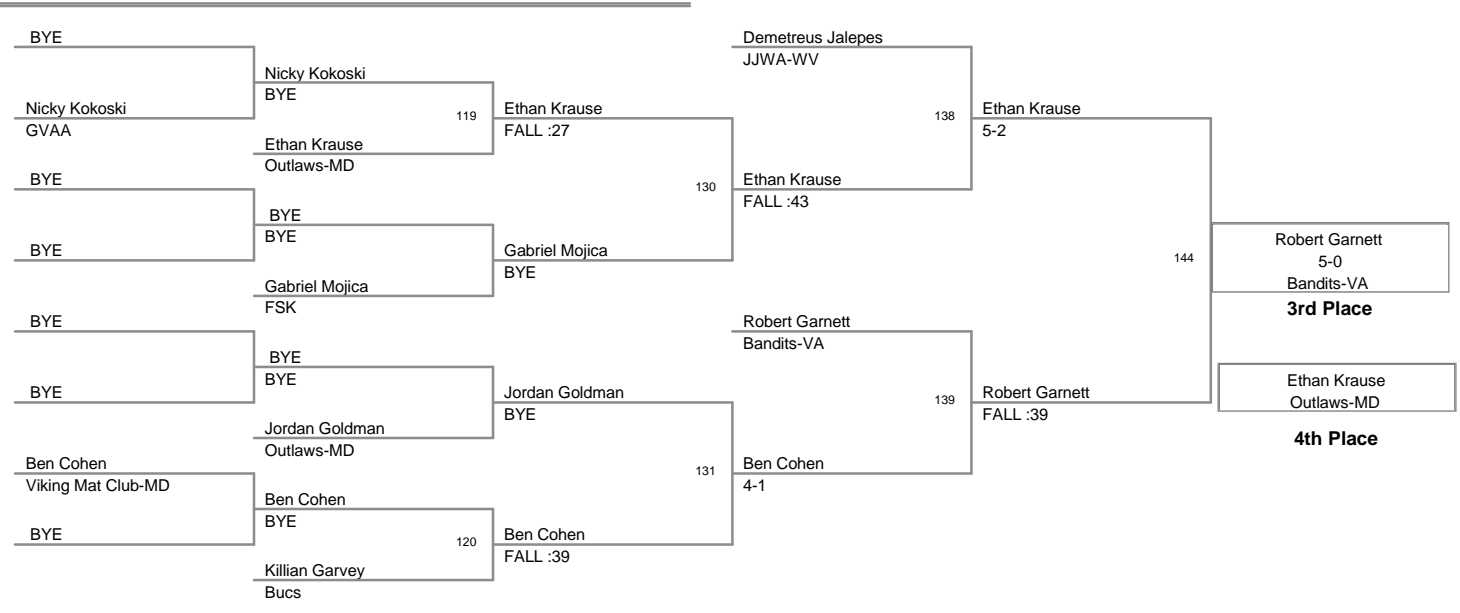 BYE
Nicky Kokoski
GVAA
BYE
BYE
BYE
BYE
Ben Cohen
Viking Mat Club-MD
BYE
Nicky Kokoski
BYE
119
Ethan Krause
Outlaws-MD
BYE
BYE
Gabriel Mojica
FSK
BYE
BYE
Jordan Goldman
Outlaws-MD
Ben Cohen
BYE
120
Killian Garvey
Bucs
Ethan Krause
FALL :27
130
Gabriel Mojica
BYE
Jordan Goldman
BYE
131
Ben Cohen
FALL :39
Demetreus Jalepes
JJWA-WV
138
Ethan Krause
FALL :43
Robert Garnett
Bandits-VA
139
Ben Cohen
4-1
Ethan Krause
5-2
144
Robert Garnett
FALL :39
Robert Garnett
5-0
Bandits-VA
3rd Place
Ethan Krause
Outlaws-MD
4th Place